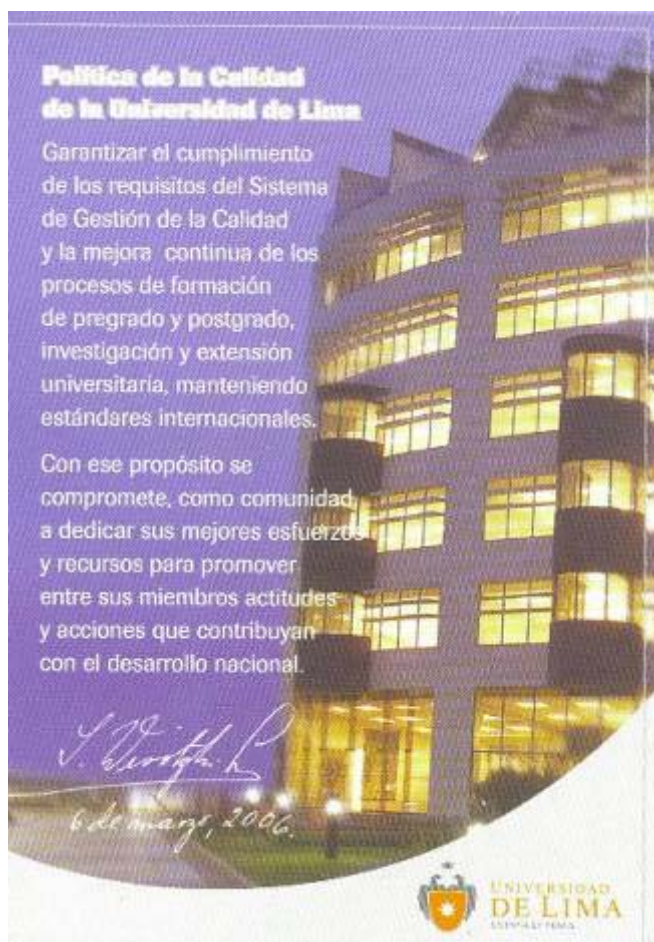 Política de la Calidad
de la Universidad de Lima
Garantizar el cumplimiento
de los requisitos del Sistema
de Gestión de la Calidad
y la mejora continua de los
procesos de formación
de pregrado y postgrado,
investigación y extensión
universitaria, manteniendo
estándares internacionales.
Con ese propósito se
compromete, como comunidad,
a dedicar sus mejores esfuerzos
y recursos para promover
entre sus miembros actitudes
y acciones que contribuyan
con el desarrollo nacional.
6 de marzo, 2006.
UNIVERSIDAD
DE LIMA